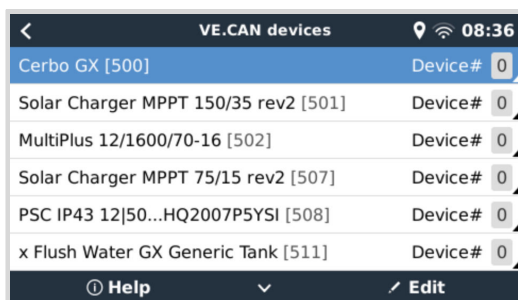 VE.CAN devices 08:36
Cerbo GX [500] Device# 0
Solar Charger MPPT 150/35 rev2 [501] Device# 0
MultiPlus 12/1600/70-16 [502] Device# 0
Solar Charger MPPT 75/15 rev2 [507] Device# 0
PSC IP43 12|50...HQ2007P5YSI [508] Device# 0
x Flush Water GX Generic Tank [511] Device# 0
Help Edit